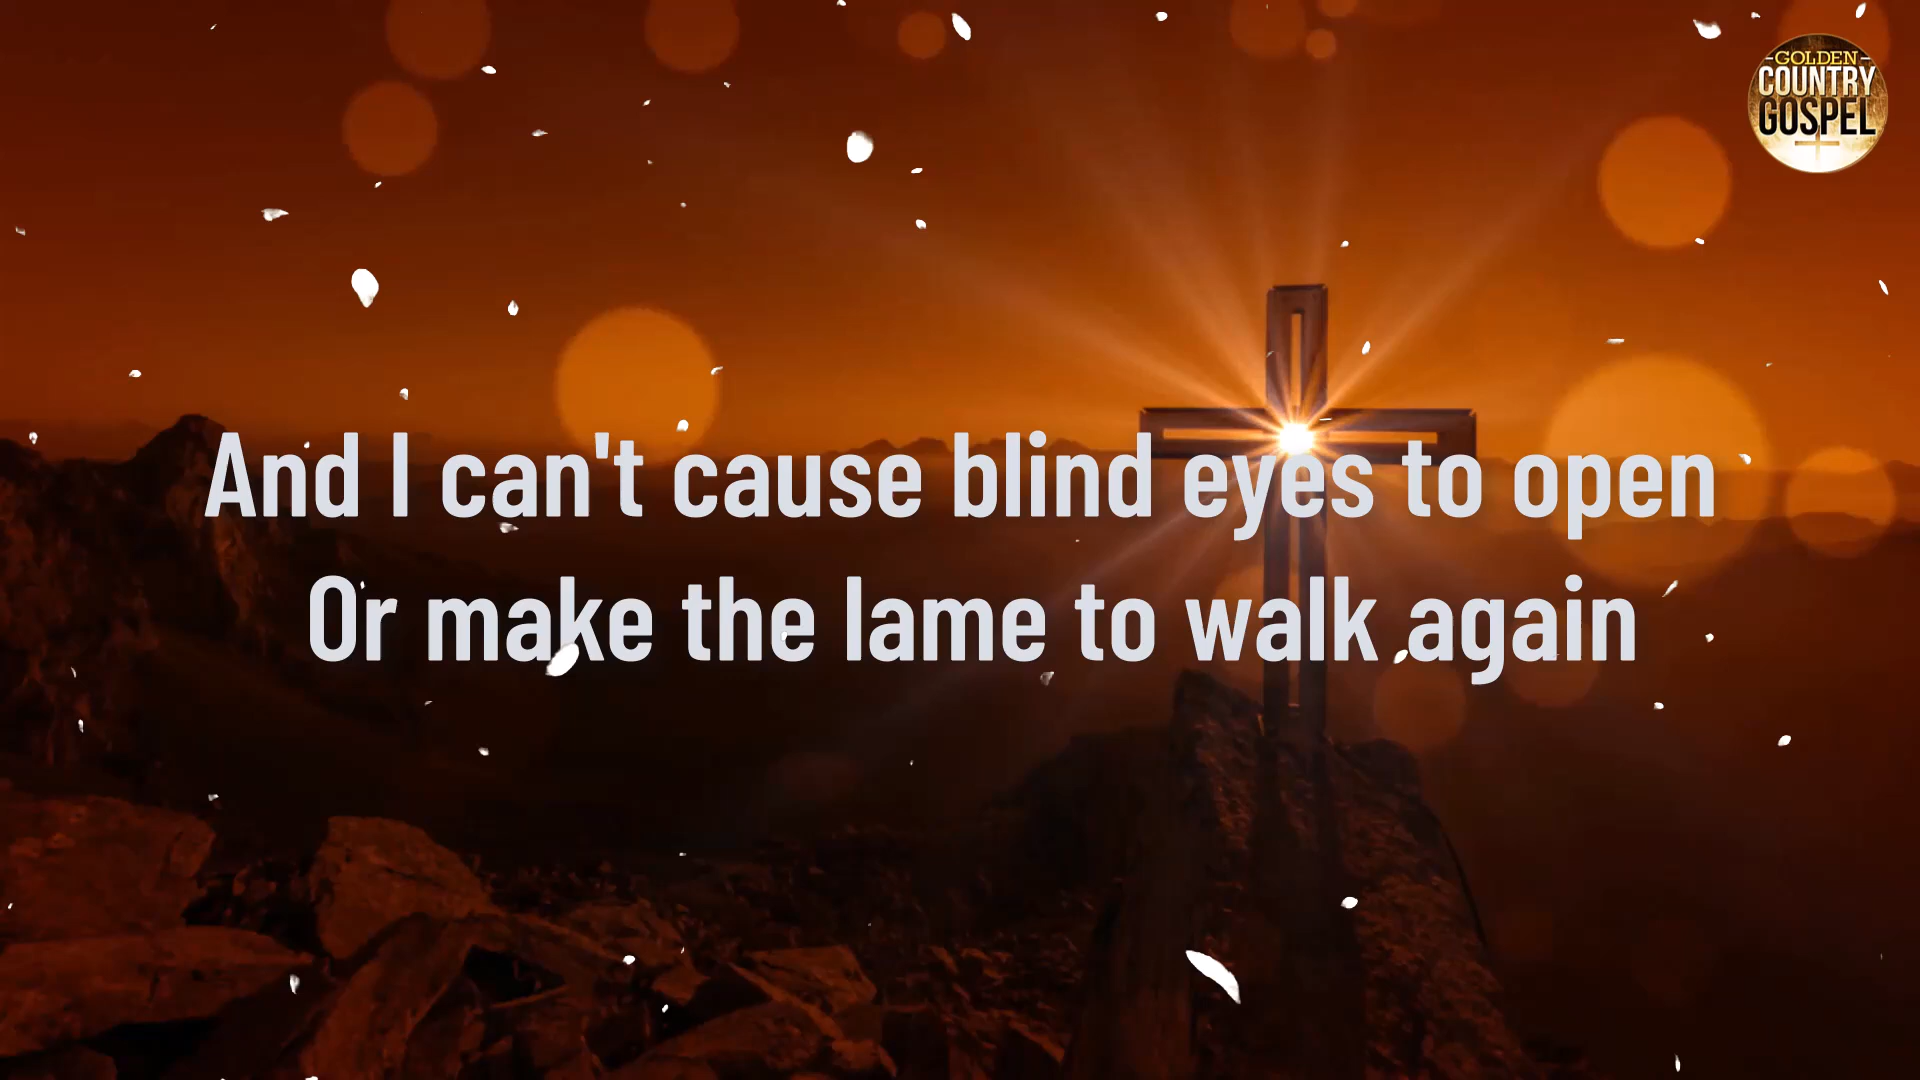 GOLDEN
COUNTRY
GOSPEL
And I can't cause blind eyes to open
Or make the lame to walk again